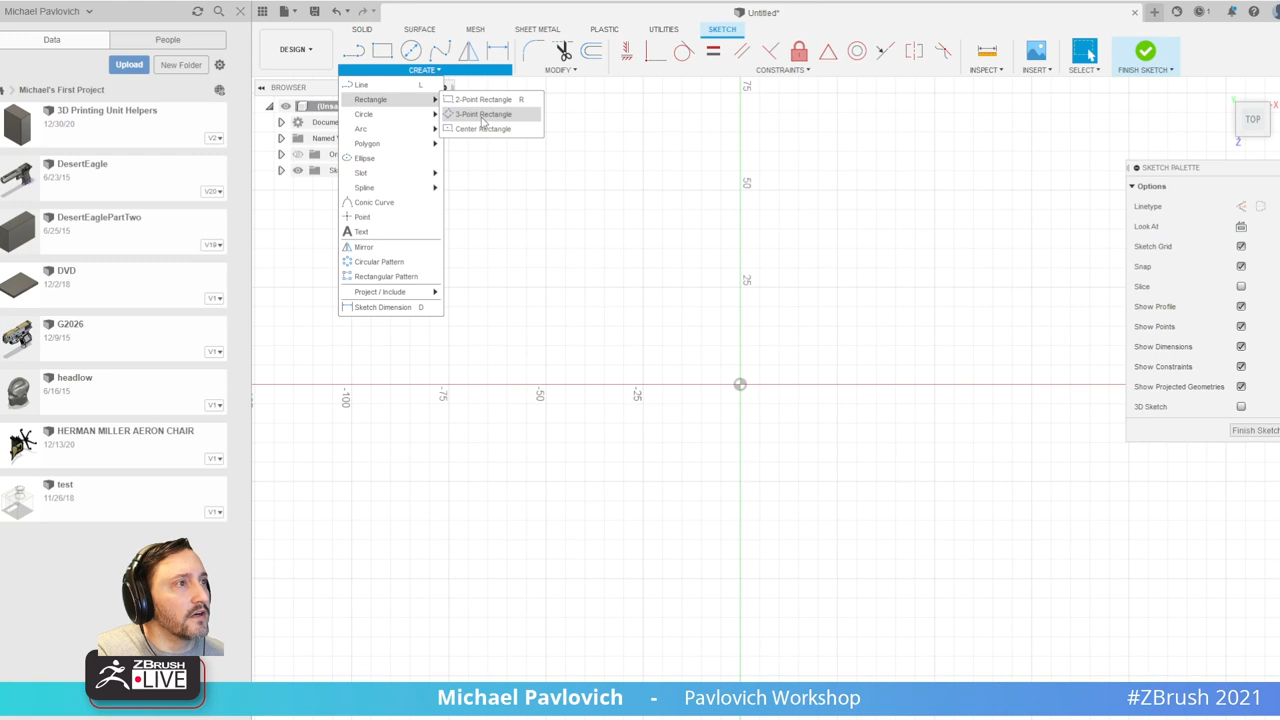 Michael Pavlovich
Untitled*
1
Data
People
SOLID
SURFACE
MESH
SHEET METAL
PLASTIC
UTILITIES
SKETCH
DESIGN
Upload
New Folder
CREATE
MODIFY
CONSTRAINTS
INSPECT
INSERT
SELECT
FINISH SKETCH
Michael's First Project
3D Printing Unit Helpers
12/30/20
V2
DesertEagle
6/23/15
V20
DesertEaglePartTwo
6/25/15
V19
DVD
12/2/18
V1
G2026
12/9/15
V1
headlow
6/16/15
V1
HERMAN MILLER AERON CHAIR
12/13/20
V1
test
11/26/18
V1
BROWSER
(Unsa
Docume
Named
Or
Sk
Line L
Rectangle
Circle
Arc
Polygon
Ellipse
Slot
Spline
Conic Curve
Point
Text
Mirror
Circular Pattern
Rectangular Pattern
Project / Include
Sketch Dimension D
2-Point Rectangle R
3-Point Rectangle
Center Rectangle
75
50
25
-100
-75
-50
-25
TOP
X
Z
SKETCH PALETTE
Options
Linetype
Look At
Sketch Grid
Snap
Slice
Show Profile
Show Points
Show Dimensions
Show Constraints
Show Projected Geometries
3D Sketch
Finish Sketch
ZBRUSH
LIVE
Michael Pavlovich - Pavlovich Workshop #ZBrush 2021